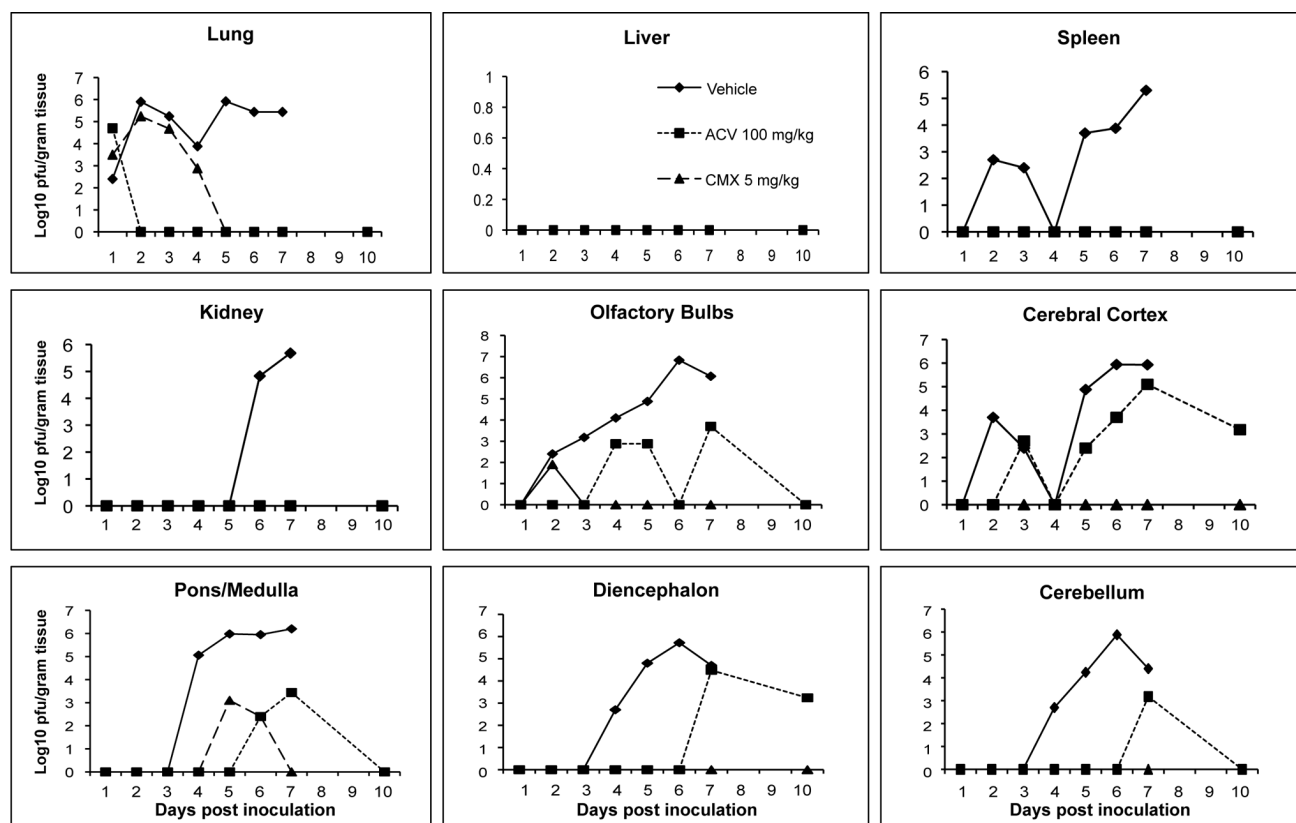 Lung
Log10 pfu/gram tissue
7
6
5
4
3
2
1
0
1 2 3 4 5 6 7 8 9 10
Liver
1
0.8
0.6
0.4
0.2
0
1 2 3 4 5 6 7 8 9 10
Vehicle
ACV 100 mg/kg
CMX 5 mg/kg
Spleen
6
5
4
3
2
1
0
1 2 3 4 5 6 7 8 9 10
Kidney
Log10 pfu/gram tissue
6
5
4
3
2
1
0
1 2 3 4 5 6 7 8 9 10
Olfactory Bulbs
8
7
6
5
4
3
2
1
0
1 2 3 4 5 6 7 8 9 10
Cerebral Cortex
7
6
5
4
3
2
1
0
1 2 3 4 5 6 7 8 9 10
Pons/Medulla
Log10 pfu/gram tissue
7
6
5
4
3
2
1
0
1 2 3 4 5 6 7 8 9 10
Days post inoculation
Diencephalon
7
6
5
4
3
2
1
0
1 2 3 4 5 6 7 8 9 10
Days post inoculation
Cerebellum
7
6
5
4
3
2
1
0
1 2 3 4 5 6 7 8 9 10
Days post inoculation